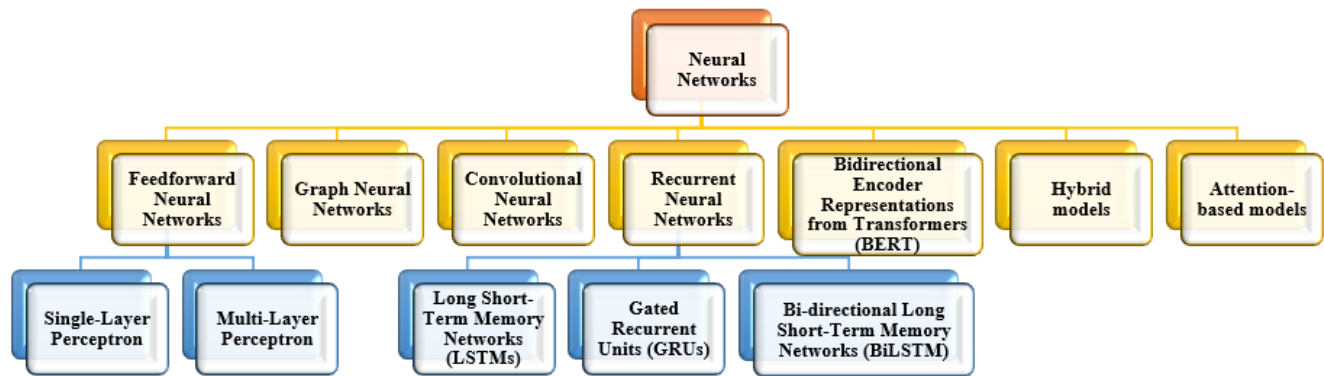 Neural
Networks
Feedforward
Neural
Networks
Graph Neural
Networks
Convolutional
Neural
Networks
Recurrent
Neural
Networks
Bidirectional
Encoder
Representations
from Transformers
(BERT)
Hybrid
models
Attention-
based models
Single-Layer
Perceptron
Multi-Layer
Perceptron
Long Short-
Term Memory
Networks
(LSTMs)
Gated
Recurrent
Units (GRUs)
Bi-directional Long
Short-Term Memory
Networks (BiLSTM)